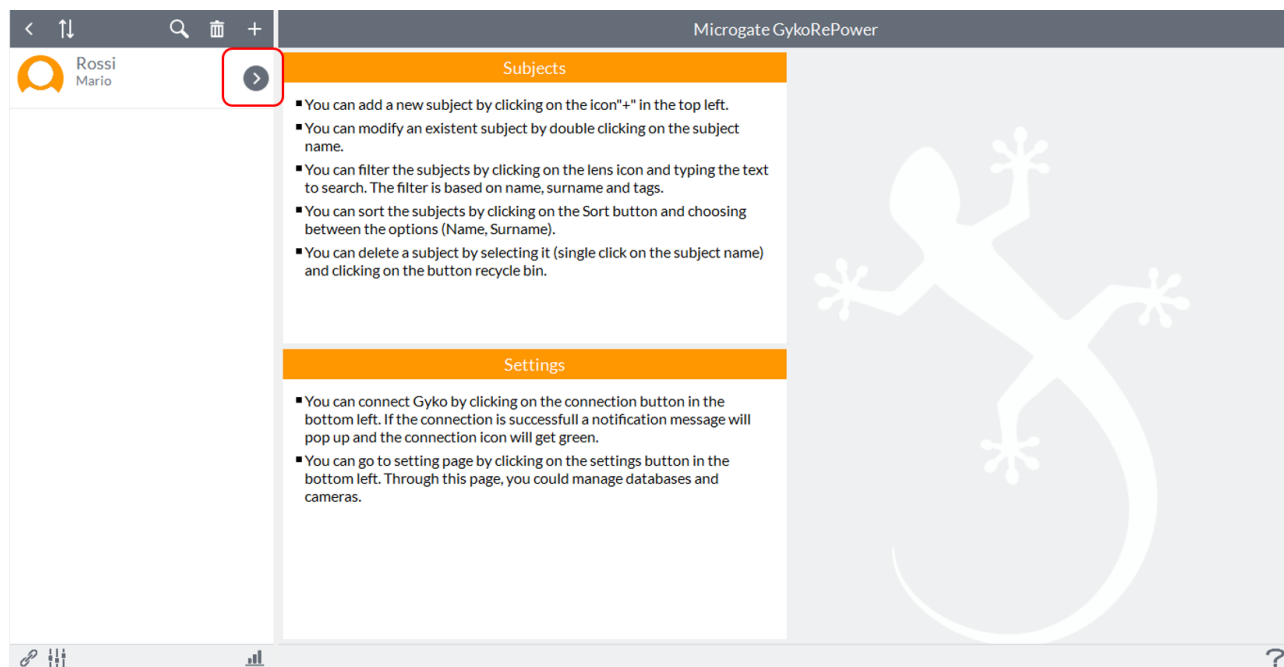 Microgate GykoRePower
Rossi
Mario
Subjects
▪You can add a new subject by clicking on the icon"+" in the top left.
▪You can modify an existent subject by double clicking on the subject
name.
▪You can filter the subjects by clicking on the lens icon and typing the text
to search. The filter is based on name, surname and tags.
▪You can sort the subjects by clicking on the Sort button and choosing
between the options (Name, Surname).
▪You can delete a subject by selecting it (single click on the subject name)
and clicking on the button recycle bin.
Settings
▪You can connect Gyko by clicking on the connection button in the
bottom left. If the connection is successfull a notification message will
pop up and the connection icon will get green.
▪You can go to setting page by clicking on the settings button in the
bottom left. Through this page, you could manage databases and
cameras.
?